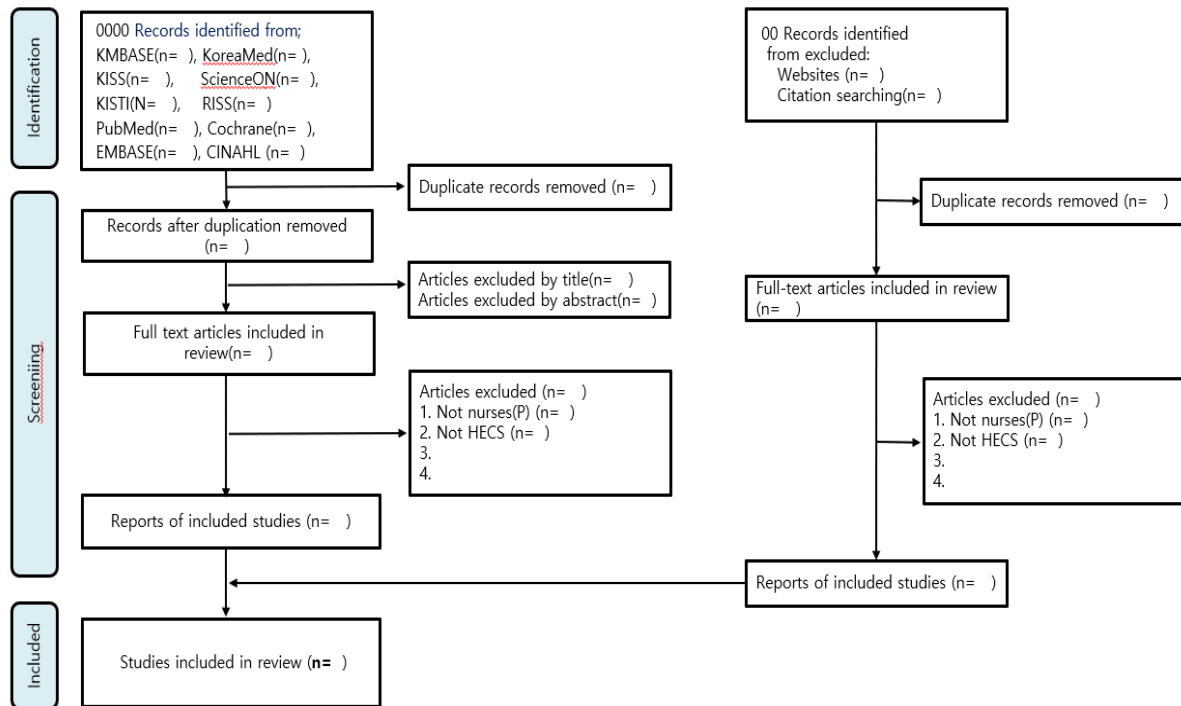 Identification
0000 Records identified from;
KMBASE(n=   ), KoreaMed(n= ),
KISS(n=   ),     ScienceON(n=   ),
KISTI(N=   ),     RISS(n=   )
PubMed(n=   ), Cochrane(n=   ),
EMBASE(n=   ), CINAHL (n=   )
00 Records identified
from excluded:
Websites (n=   )
Citation searching(n=   )
Screeniing
Duplicate records removed (n=   )
Duplicate records removed (n=   )
Records after duplication removed
(n=   )
Articles excluded by title(n=   )
Articles excluded by abstract(n=   )
Full-text articles included in review
(n=   )
Full text articles included in
review(n=   )
Articles excluded (n=   )
1. Not nurses(P) (n=   )
2. Not HECS (n=   )
3.
4.
Articles excluded (n=   )
1. Not nurses(P) (n=   )
2. Not HECS (n=   )
3.
4.
Reports of included studies (n=   )
Reports of included studies (n=   )
Included
Studies included in review (n=   )